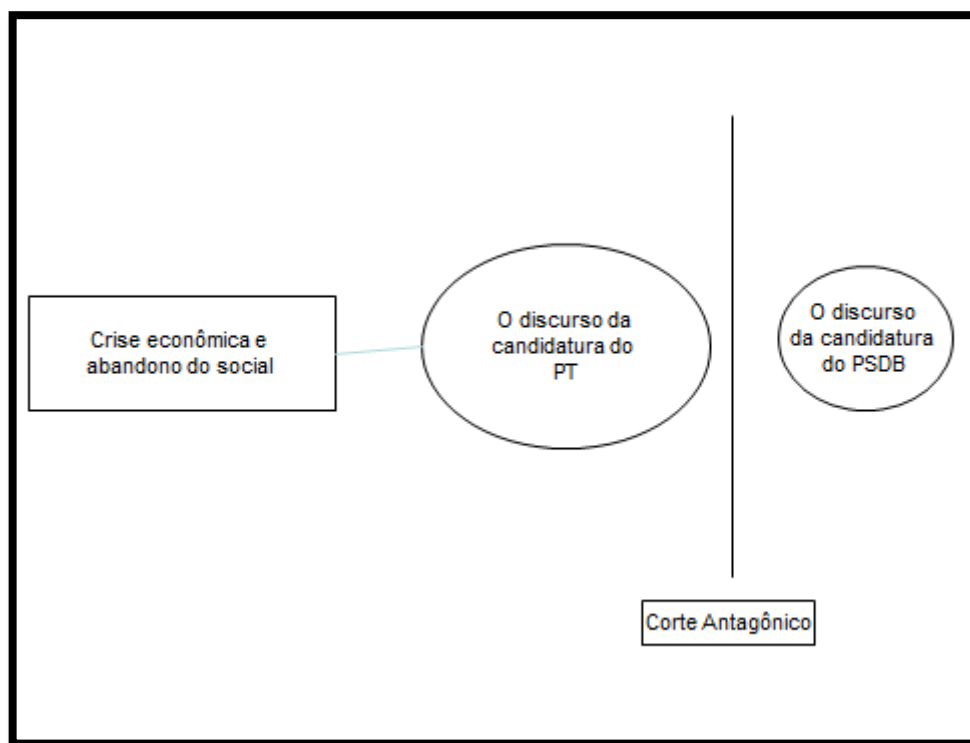 Crise econômica e
abandono do social
O discurso da
candidatura do
PT
O discurso
da candidatura
do PSDB
Corte Antagônico